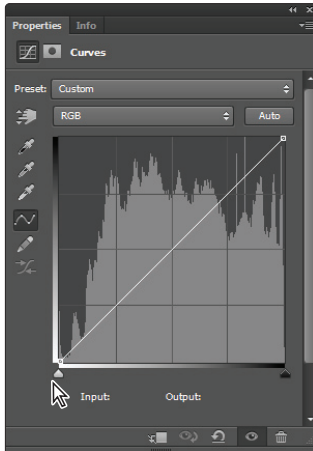 Properties Info
Curves
Preset: Custom
RGB Auto
Input: Output: